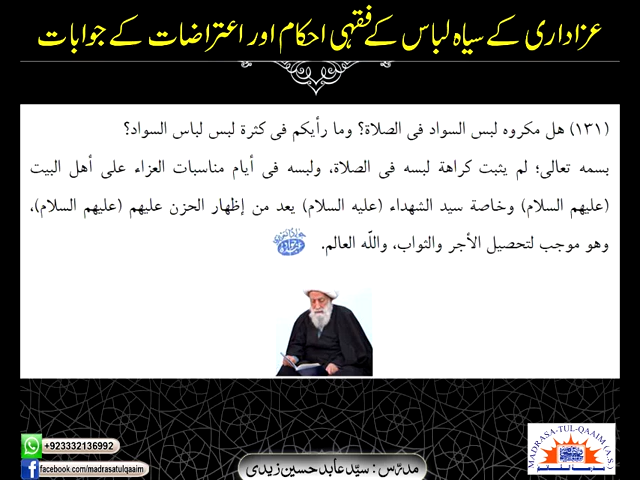 عزاداری کے سیاہ لباس کے فقہی احکام اور اعتراضات کے جوابات
(١٣١) هل مكروه لبس السواد في الصلاة؟ وما رأيكم في كثرة لبس لباس السواد؟
بسمه تعالى؛ لم يثبت كراهة لبسه في الصلاة، ولبسه في أيام مناسبات العزاء على أهل البيت
(عليهم السلام) وخاصة سيد الشهداء (عليه السلام) يعد من إظهار الحزن عليهم (عليهم السلام)،
وهو موجب لتحصيل الأجر والثواب، والله العالم.
+923332136992
facebook.com/madrasatulqaaim
مدرّس : سیّد عابد حسین زیدی
MADRASA-TUL-QAAIM (A.S.)